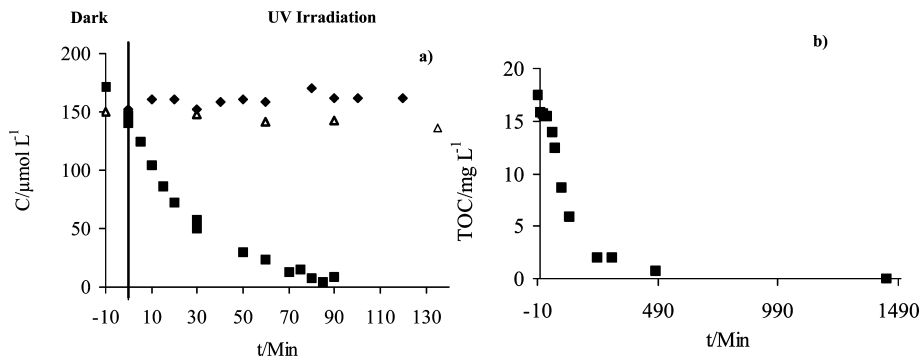 Dark
UV Irradiation
a)
200
150
100
50
0
C/µmol L⁻¹
-10 10 30 50 70 90 110 130
t/Min
b)
20
15
10
5
0
TOC/mg L⁻¹
-10 490 990 1490
t/Min